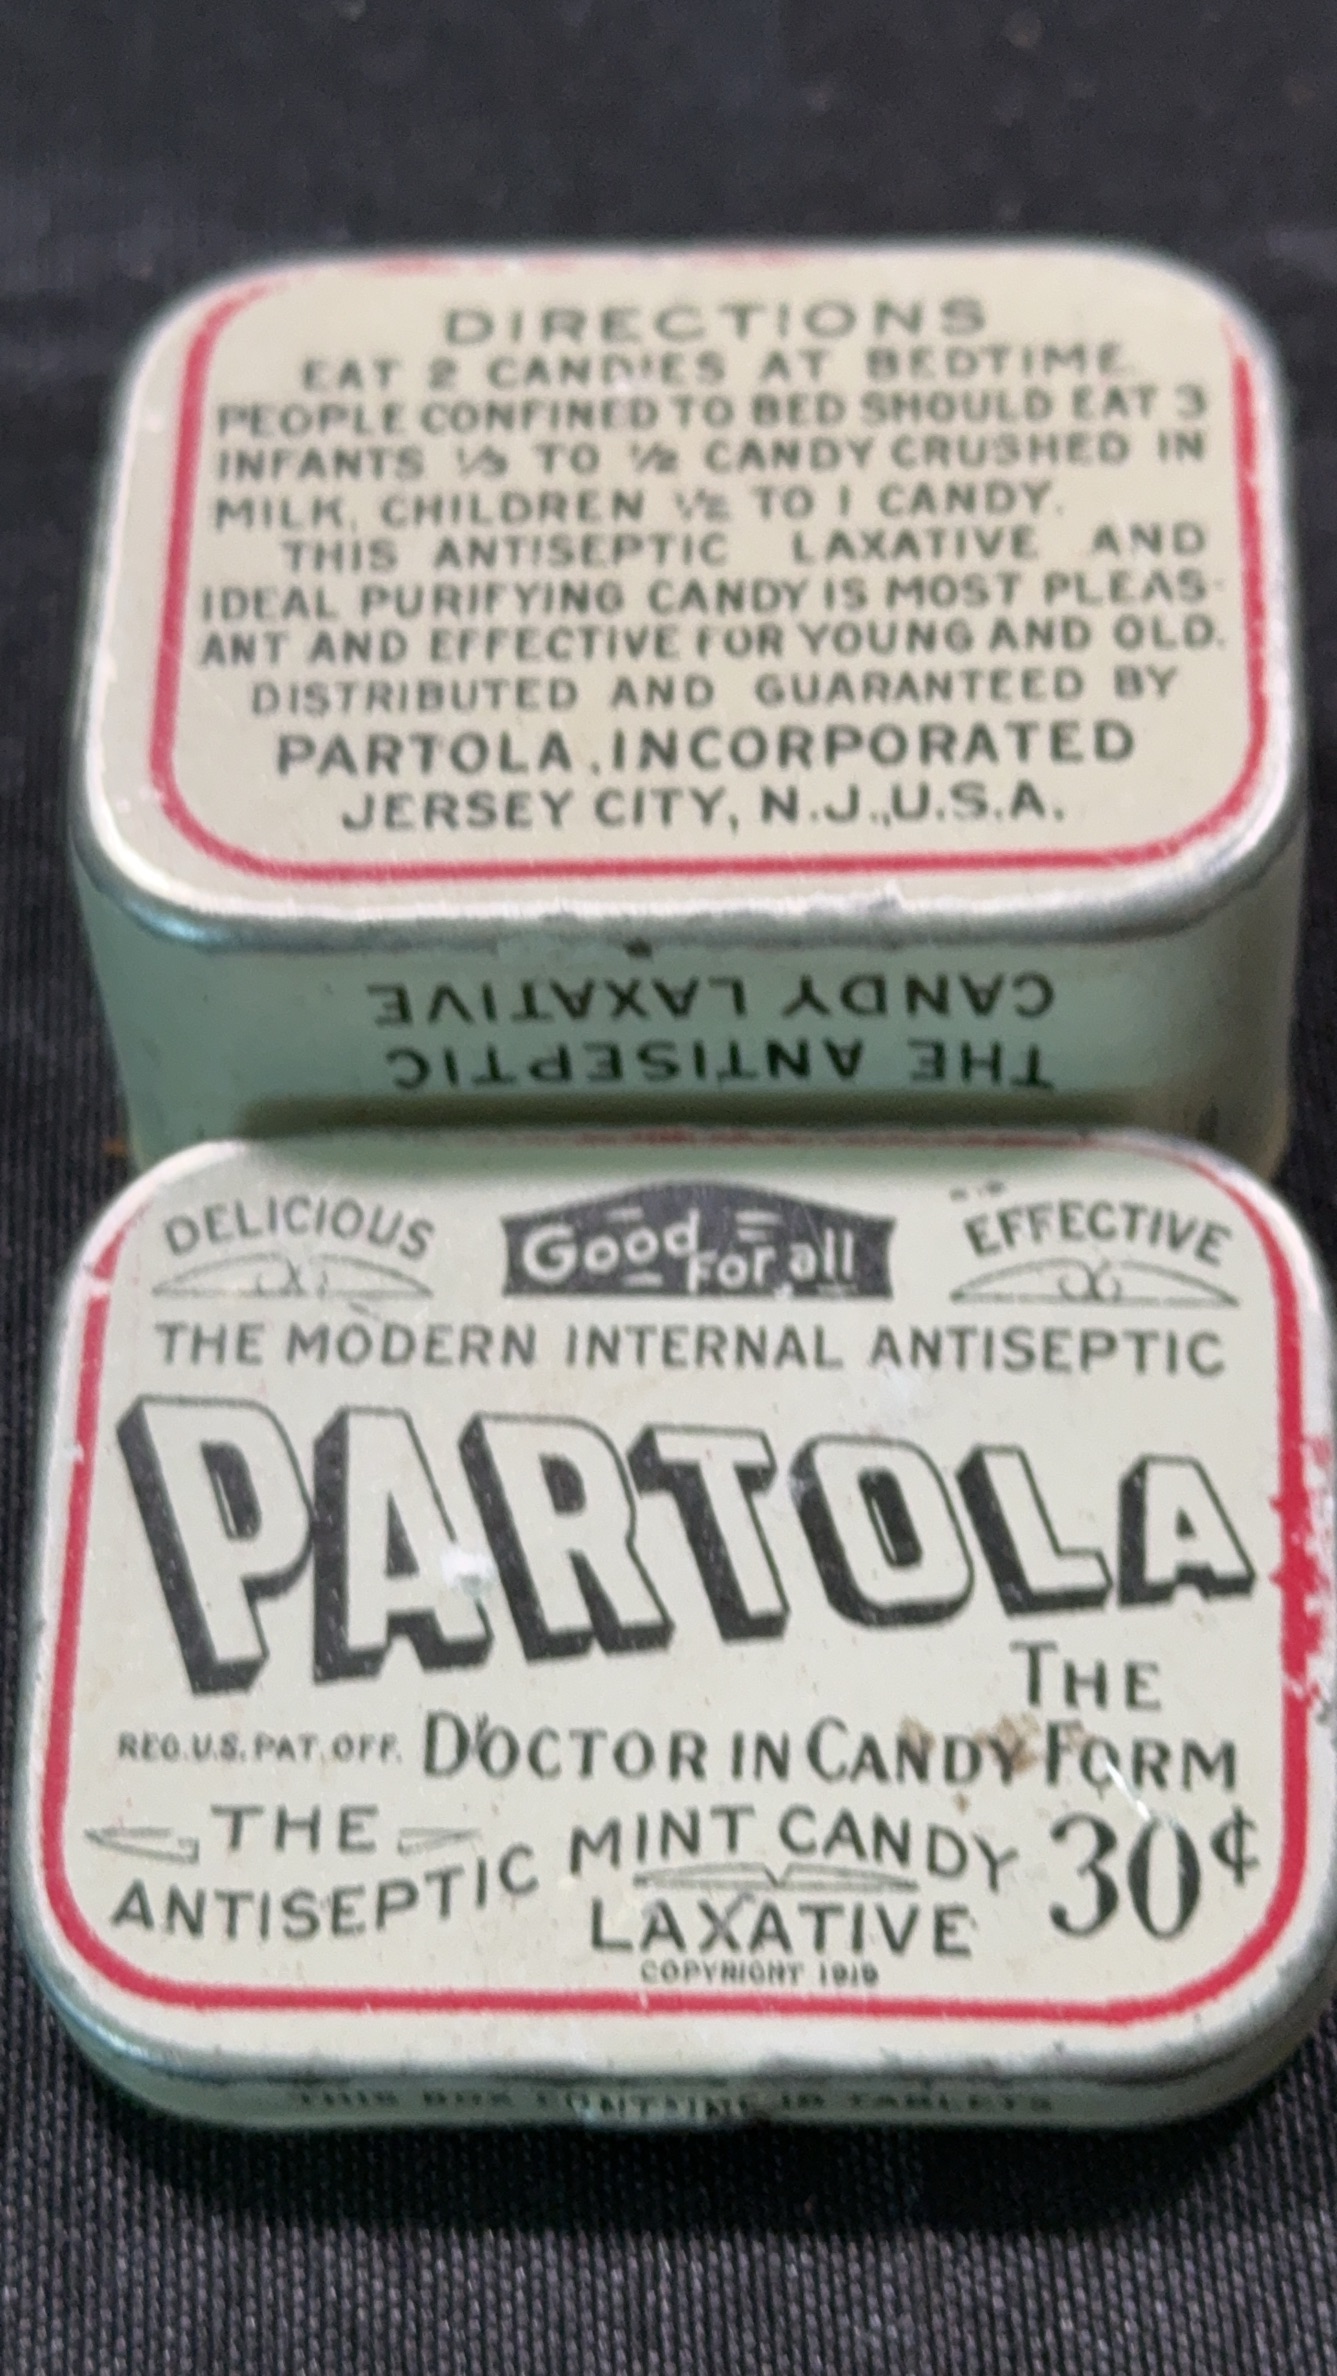 DIRECTIONS
EAT 2 CANDIES AT BEDTIME.
PEOPLE CONFINED TO BED SHOULD EAT 3
INFANTS 1/3 TO 1/2 CANDY CRUSHED IN
MILK, CHILDREN 1/2 TO 1 CANDY.
THIS ANTISEPTIC LAXATIVE AND
IDEAL PURIFYING CANDY IS MOST PLEAS-
ANT AND EFFECTIVE FOR YOUNG AND OLD.
DISTRIBUTED AND GUARANTEED BY
PARTOLA, INCORPORATED
JERSEY CITY, N.J., U.S.A.
THE ANTISEPTIC
CANDY LAXATIVE
DELICIOUS Good For all EFFECTIVE
THE MODERN INTERNAL ANTISEPTIC
PARTOLA
THE
REG. U.S. PAT. OFF. DOCTOR IN CANDY FORM
THE ANTISEPTIC MINT CANDY 30¢
LAXATIVE
COPYRIGHT 1919
THIS BOX CONTAINS TABLETS